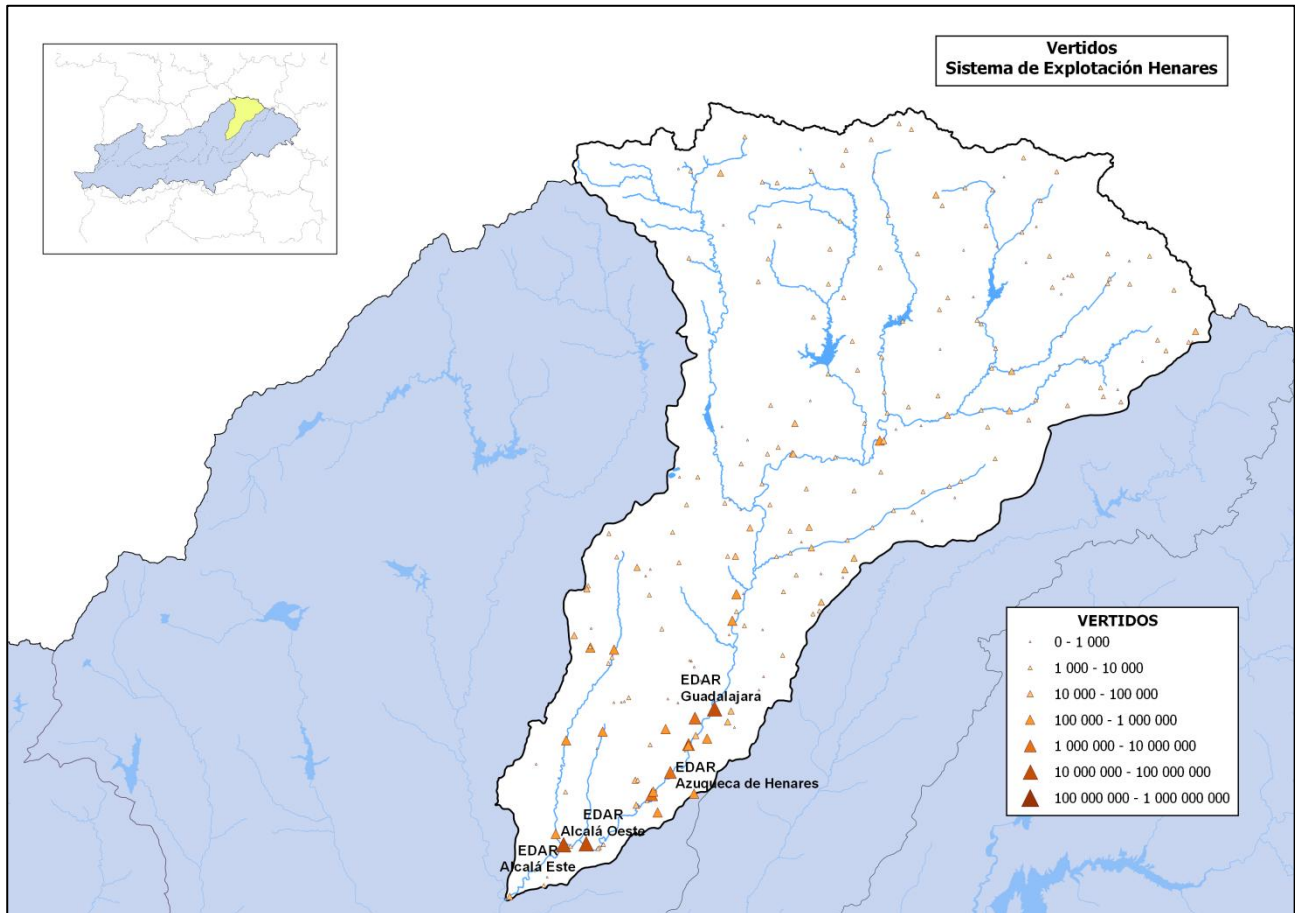 Vertidos
Sistema de Explotación Henares
EDAR
Guadalajara
EDAR
Azuqueca de Henares
EDAR
Alcalá Oeste
EDAR
Alcalá Este
VERTIDOS
0 - 1 000
1 000 - 10 000
10 000 - 100 000
100 000 - 1 000 000
1 000 000 - 10 000 000
10 000 000 - 100 000 000
100 000 000 - 1 000 000 000